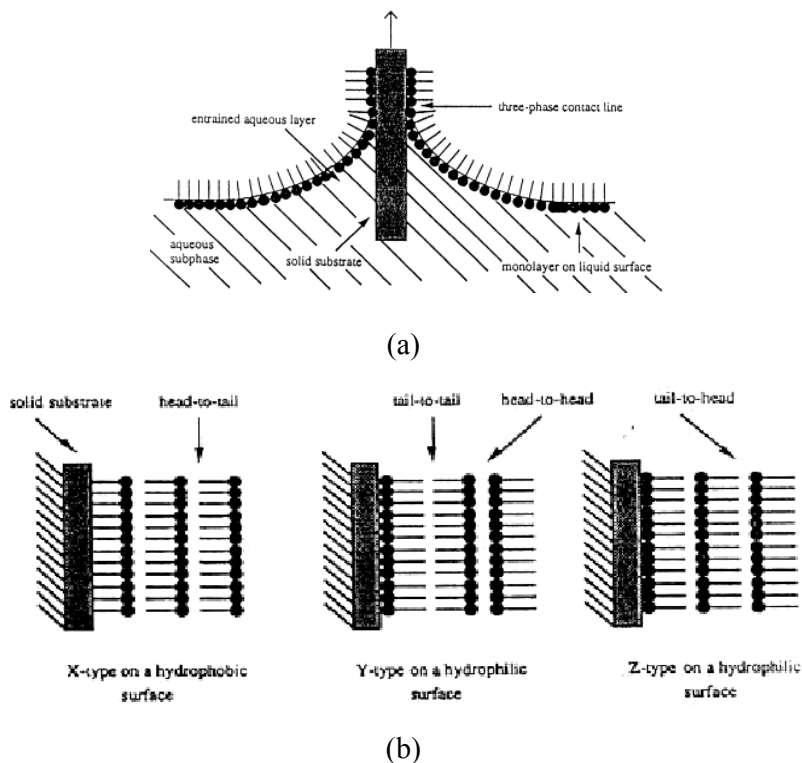 three-phase contact line
entrained aqueous layer
aqueous
subphase
solid substrate
monolayer on liquid surface
(a)
solid substrate
head-to-tail
tail-to-tail
head-to-head
tail-to-head
X-type on a hydrophobic
surface
Y-type on a hydrophilic
surface
Z-type on a hydrophilic
surface
(b)